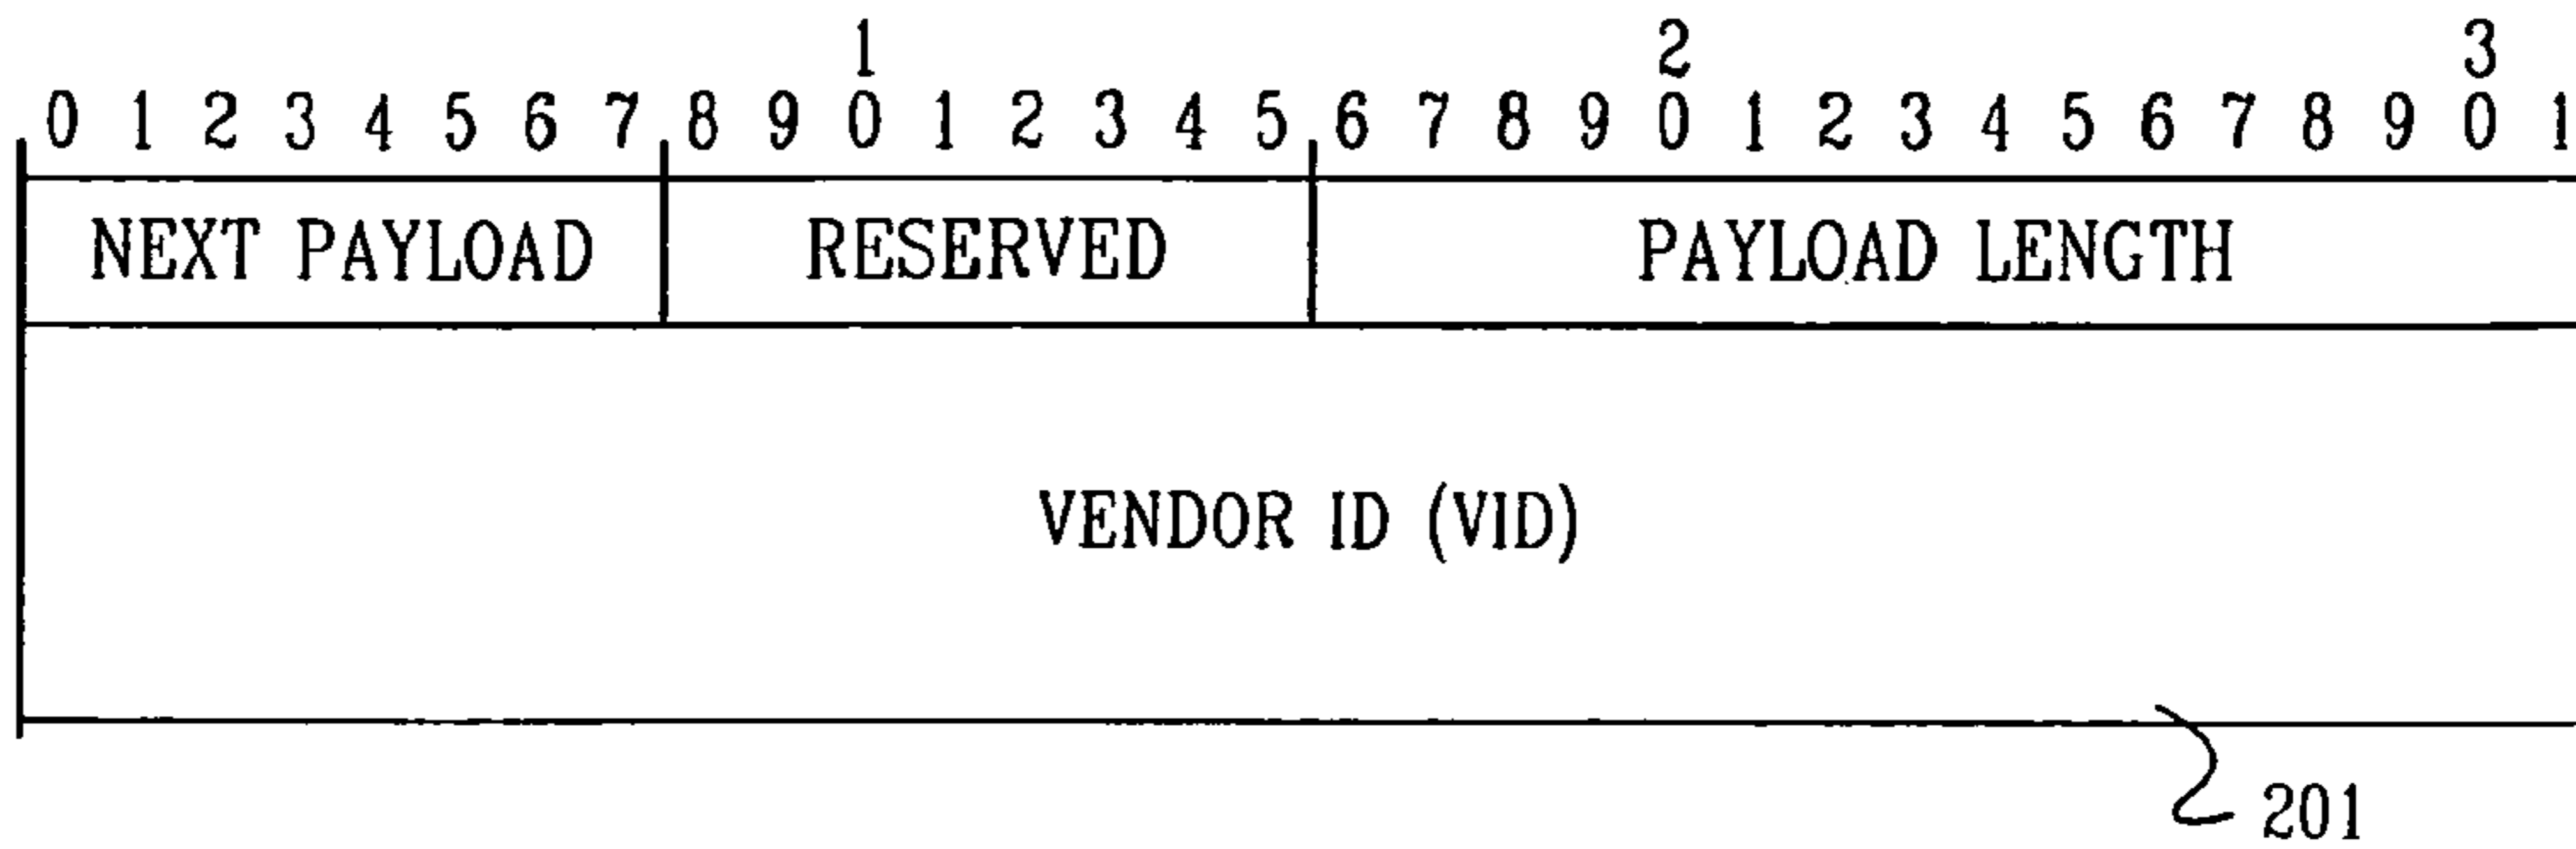 1 2 3
0 1 2 3 4 5 6 7 8 9 0 1 2 3 4 5 6 7 8 9 0 1 2 3 4 5 6 7 8 9 0 1
NEXT PAYLOAD RESERVED PAYLOAD LENGTH
VENDOR ID (VID)
201